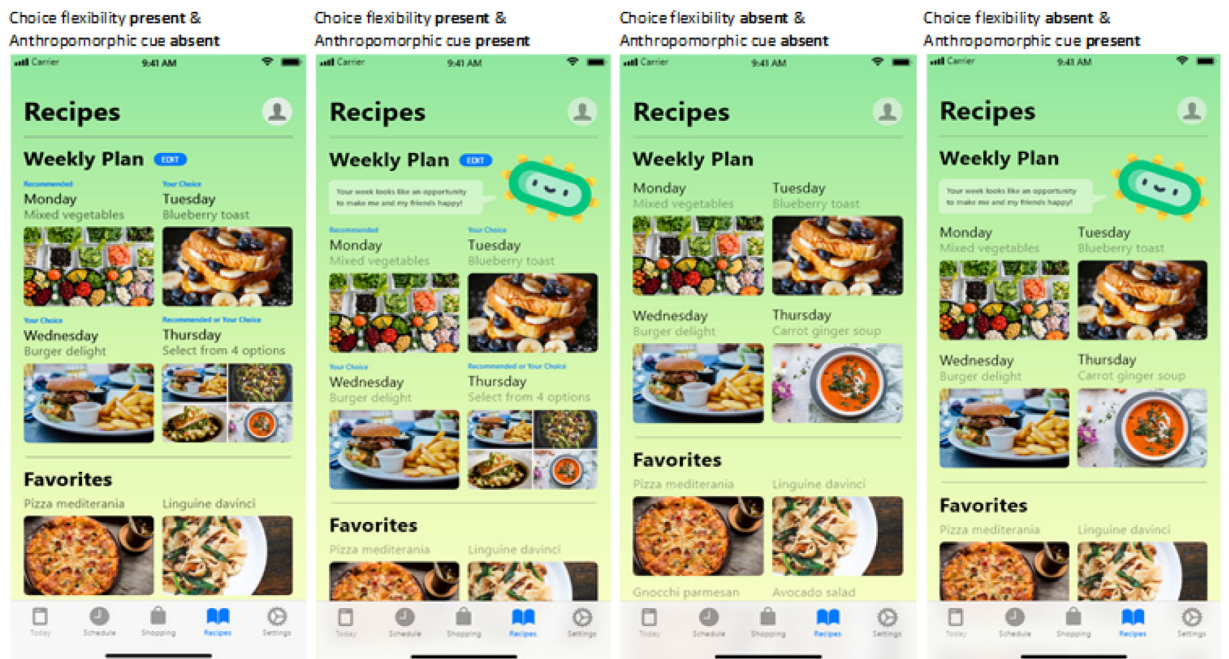 Choice flexibility present &
Anthropomorphic cue absent
Carrier
9:41 AM
Recipes
Weekly Plan EDIT
Recommended
Monday
Mixed vegetables
Your Choice
Tuesday
Blueberry toast
Your Choice
Wednesday
Burger delight
Recommended or Your Choice
Thursday
Select from 4 options
Favorites
Pizza mediterania
Linguine davinci
Today Schedule Shopping Recipes Settings
Choice flexibility present &
Anthropomorphic cue present
Carrier
9:41 AM
Recipes
Weekly Plan EDIT
Your week looks like an opportunity
to make me and my friends happy!
Recommended
Monday
Mixed vegetables
Your Choice
Tuesday
Blueberry toast
Your Choice
Wednesday
Burger delight
Recommended or Your Choice
Thursday
Select from 4 options
Favorites
Pizza mediterania
Linguine davinci
Today Schedule Shopping Recipes Settings
Choice flexibility absent &
Anthropomorphic cue absent
Carrier
9:41 AM
Recipes
Weekly Plan
Monday
Mixed vegetables
Tuesday
Blueberry toast
Wednesday
Burger delight
Thursday
Carrot ginger soup
Favorites
Pizza mediterania
Linguine davinci
Gnocchi parmesan
Avocado salad
Today Schedule Shopping Recipes Settings
Choice flexibility absent &
Anthropomorphic cue present
Carrier
9:41 AM
Recipes
Weekly Plan
Your week looks like an opportunity
to make me and my friends happy!
Monday
Mixed vegetables
Tuesday
Blueberry toast
Wednesday
Burger delight
Thursday
Carrot ginger soup
Favorites
Pizza mediterania
Linguine davinci
Today Schedule Shopping Recipes Settings